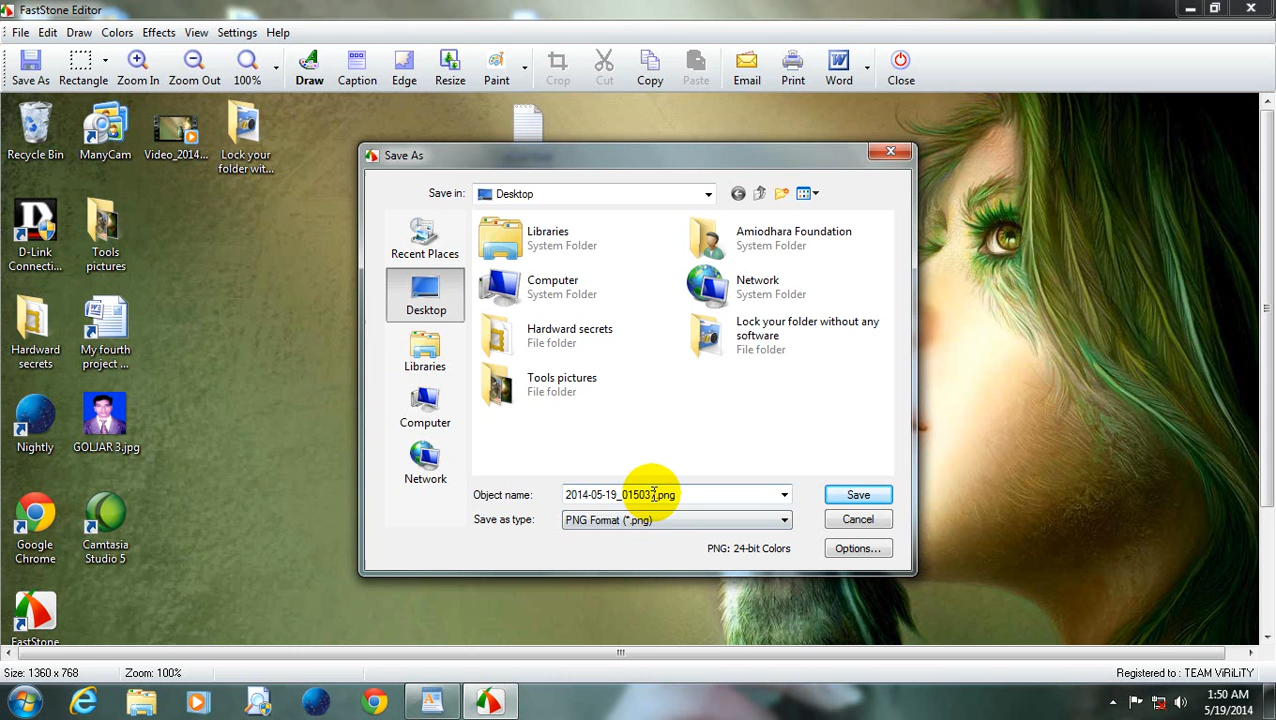 FastStone Editor
File Edit Draw Colors Effects View Settings Help
Save As Rectangle Zoom In Zoom Out 100% Draw Caption Edge Resize Paint Crop Cut Copy Paste Email Print Word Close
Recycle Bin
ManyCam
Video_2014...
Lock your
folder wit...
D-Link
Connecti...
Tools
pictures
Hardward
secrets
My fourth
project ...
Nightly
GOLJAR 3.jpg
Google
Chrome
Camtasia
Studio 5
FastStone
Save As
Save in:
Desktop
Recent Places
Desktop
Libraries
Computer
Network
Libraries
System Folder
Amiodhara Foundation
System Folder
Computer
System Folder
Network
System Folder
Hardward secrets
File folder
Lock your folder without any
software
File folder
Tools pictures
File folder
Object name:
2014-05-19_015037.png
Save
Save as type:
PNG Format (*.png)
Cancel
PNG: 24-bit Colors
Options...
Size: 1360 x 768
Zoom: 100%
Registered to : TEAM ViRiLiTY
1:50 AM
5/19/2014